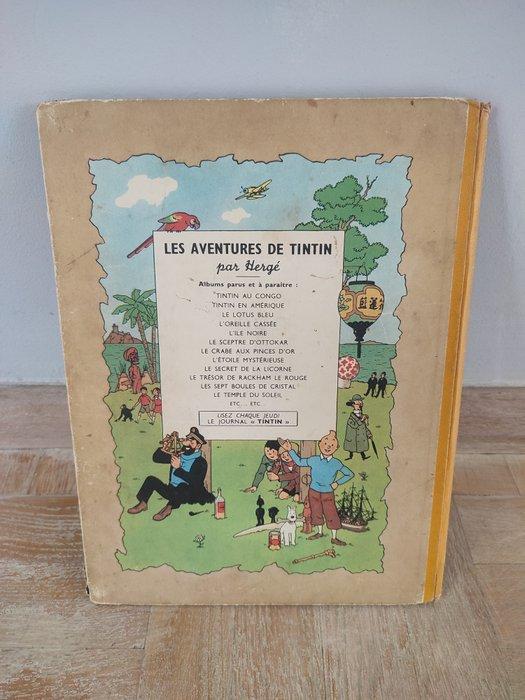 LES AVENTURES DE TINTIN
par Hergé
Albums parus et à paraître :
TINTIN AU CONGO
TINTIN EN AMÉRIQUE
LE LOTUS BLEU
L'OREILLE CASSÉE
L'ILE NOIRE
LE SCEPTRE D'OTTOKAR
LE CRABE AUX PINCES D'OR
L'ÉTOILE MYSTÉRIEUSE
LE SECRET DE LA LICORNE
LE TRÉSOR DE RACKHAM LE ROUGE
LES SEPT BOULES DE CRISTAL
LE TEMPLE DU SOLEIL
ETC... ETC.
LISEZ CHAQUE JEUDI
LE JOURNAL « TINTIN »